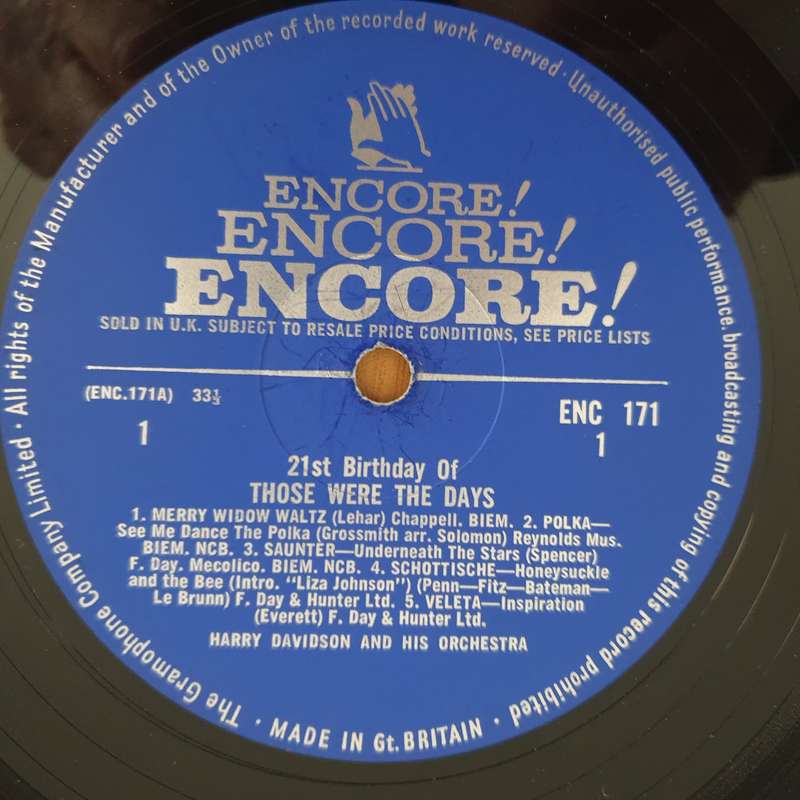 The Gramophone Company Limited · All rights of the Manufacturer and of the Owner of the recorded work reserved · Unauthorised public performance, broadcasting and copying of this record prohibited ·
ENCORE!
ENCORE!
ENCORE!
SOLD IN U.K. SUBJECT TO RESALE PRICE CONDITIONS, SEE PRICE LISTS
(ENC.171A) 33⅓
1
ENC 171
1
21st Birthday Of
THOSE WERE THE DAYS
1. MERRY WIDOW WALTZ (Lehar) Chappell. BIEM. 2. POLKA—
See Me Dance The Polka (Grossmith arr. Solomon) Reynolds Mus.
BIEM. NCB. 3. SAUNTER—Underneath The Stars (Spencer)
F. Day. Mecolico. BIEM. NCB. 4. SCHOTTISCHE—Honeysuckle
and the Bee (Intro. "Liza Johnson") (Penn—Fitz—Bateman—
Le Brunn) F. Day & Hunter Ltd. 5. VELETA—Inspiration
(Everett) F. Day & Hunter Ltd.
HARRY DAVIDSON AND HIS ORCHESTRA
MADE IN Gt. BRITAIN ·